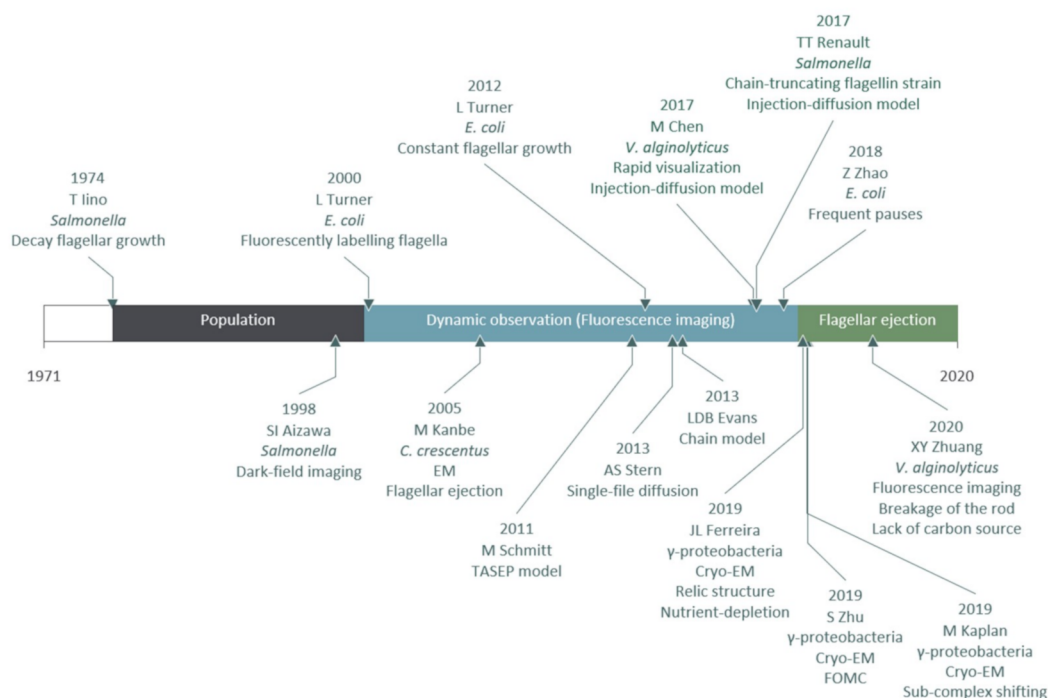 1974
T Iino
Salmonella
Decay flagellar growth
2000
L Turner
E. coli
Fluorescently labelling flagella
2012
L Turner
E. coli
Constant flagellar growth
2017
M Chen
V. alginolyticus
Rapid visualization
Injection-diffusion model
2017
TT Renault
Salmonella
Chain-truncating flagellin strain
Injection-diffusion model
2018
Z Zhao
E. coli
Frequent pauses
Population
Dynamic observation (Fluorescence imaging)
Flagellar ejection
1971
2020
1998
SI Aizawa
Salmonella
Dark-field imaging
2005
M Kanbe
C. crescentus
EM
Flagellar ejection
2011
M Schmitt
TASEP model
2013
AS Stern
Single-file diffusion
2013
LDB Evans
Chain model
2019
JL Ferreira
γ-proteobacteria
Cryo-EM
Relic structure
Nutrient-depletion
2019
S Zhu
γ-proteobacteria
Cryo-EM
FOMC
2019
M Kaplan
γ-proteobacteria
Cryo-EM
Sub-complex shifting
2020
XY Zhuang
V. alginolyticus
Fluorescence imaging
Breakage of the rod
Lack of carbon source